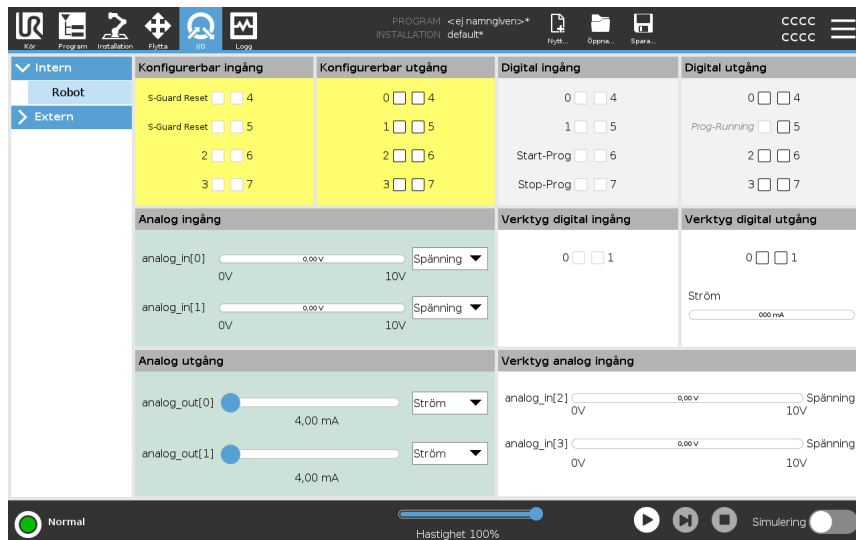 UR
PROGRAM <ej namngiven>*
INSTALLATION default*
CCCC
CCCC
Kör Program Installation Flytta I/O Logg Nytt... Öppna... Spara...
Intern
Robot
Extern
Konfigurerbar ingång
S-Guard Reset 4
S-Guard Reset 5
2 6
3 7
Konfigurerbar utgång
0 4
1 5
2 6
3 7
Digital ingång
0 4
1 5
Start-Prog 6
Stop-Prog 7
Digital utgång
0 4
Prog-Running 5
2 6
3 7
Analog ingång
analog_in[0] 0,00 V Spänning
0V 10V
analog_in[1] 0,00 V Spänning
0V 10V
Verktyg digital ingång
0 1
Verktyg digital utgång
0 1
Ström
000 mA
Analog utgång
analog_out[0] Ström
4,00 mA
analog_out[1] Ström
4,00 mA
Verktyg analog ingång
analog_in[2] 0,00 V Spänning
0V 10V
analog_in[3] 0,00 V Spänning
0V 10V
Normal
Hastighet 100%
Simulering